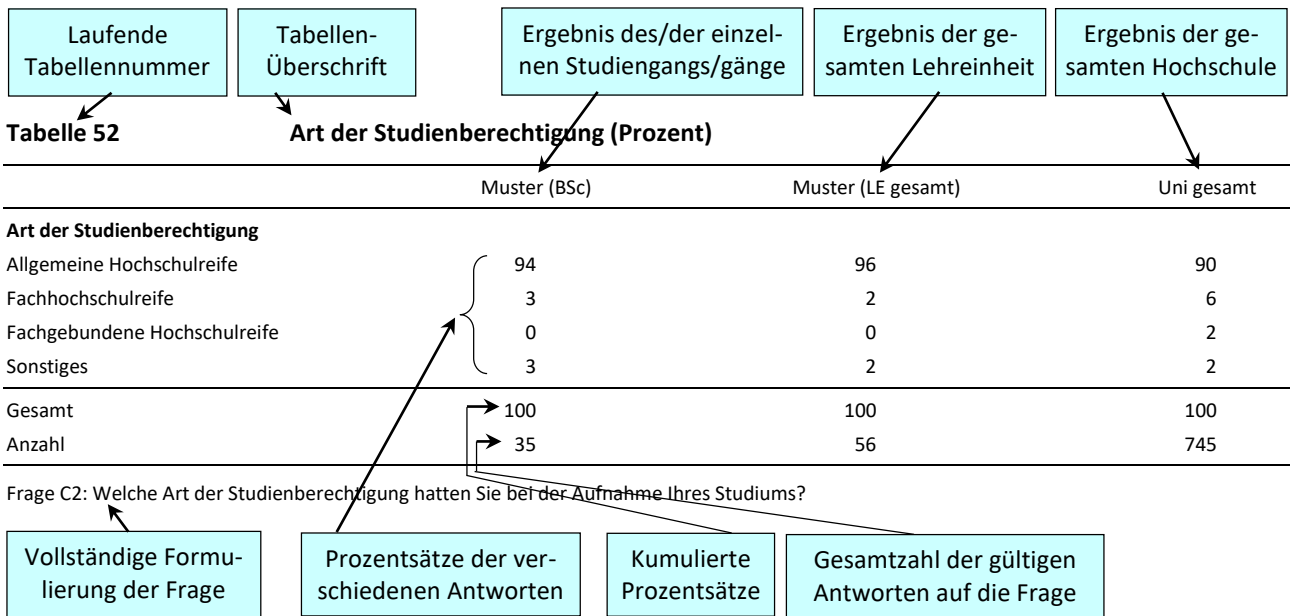 Laufende
Tabellennummer
Tabellen-
Überschrift
Ergebnis des/der einzel-
nen Studiengangs/gänge
Ergebnis der ge-
samten Lehreinheit
Ergebnis der ge-
samten Hochschule
Tabelle 52 Art der Studienberechtigung (Prozent)
Muster (BSc) Muster (LE gesamt) Uni gesamt
Art der Studienberechtigung
Allgemeine Hochschulreife 94 96 90
Fachhochschulreife 3 2 6
Fachgebundene Hochschulreife 0 0 2
Sonstiges 3 2 2
Gesamt 100 100 100
Anzahl 35 56 745
Frage C2: Welche Art der Studienberechtigung hatten Sie bei der Aufnahme Ihres Studiums?
Vollständige Formu-
lierung der Frage
Prozentsätze der ver-
schiedenen Antworten
Kumulierte
Prozentsätze
Gesamtzahl der gültigen
Antworten auf die Frage